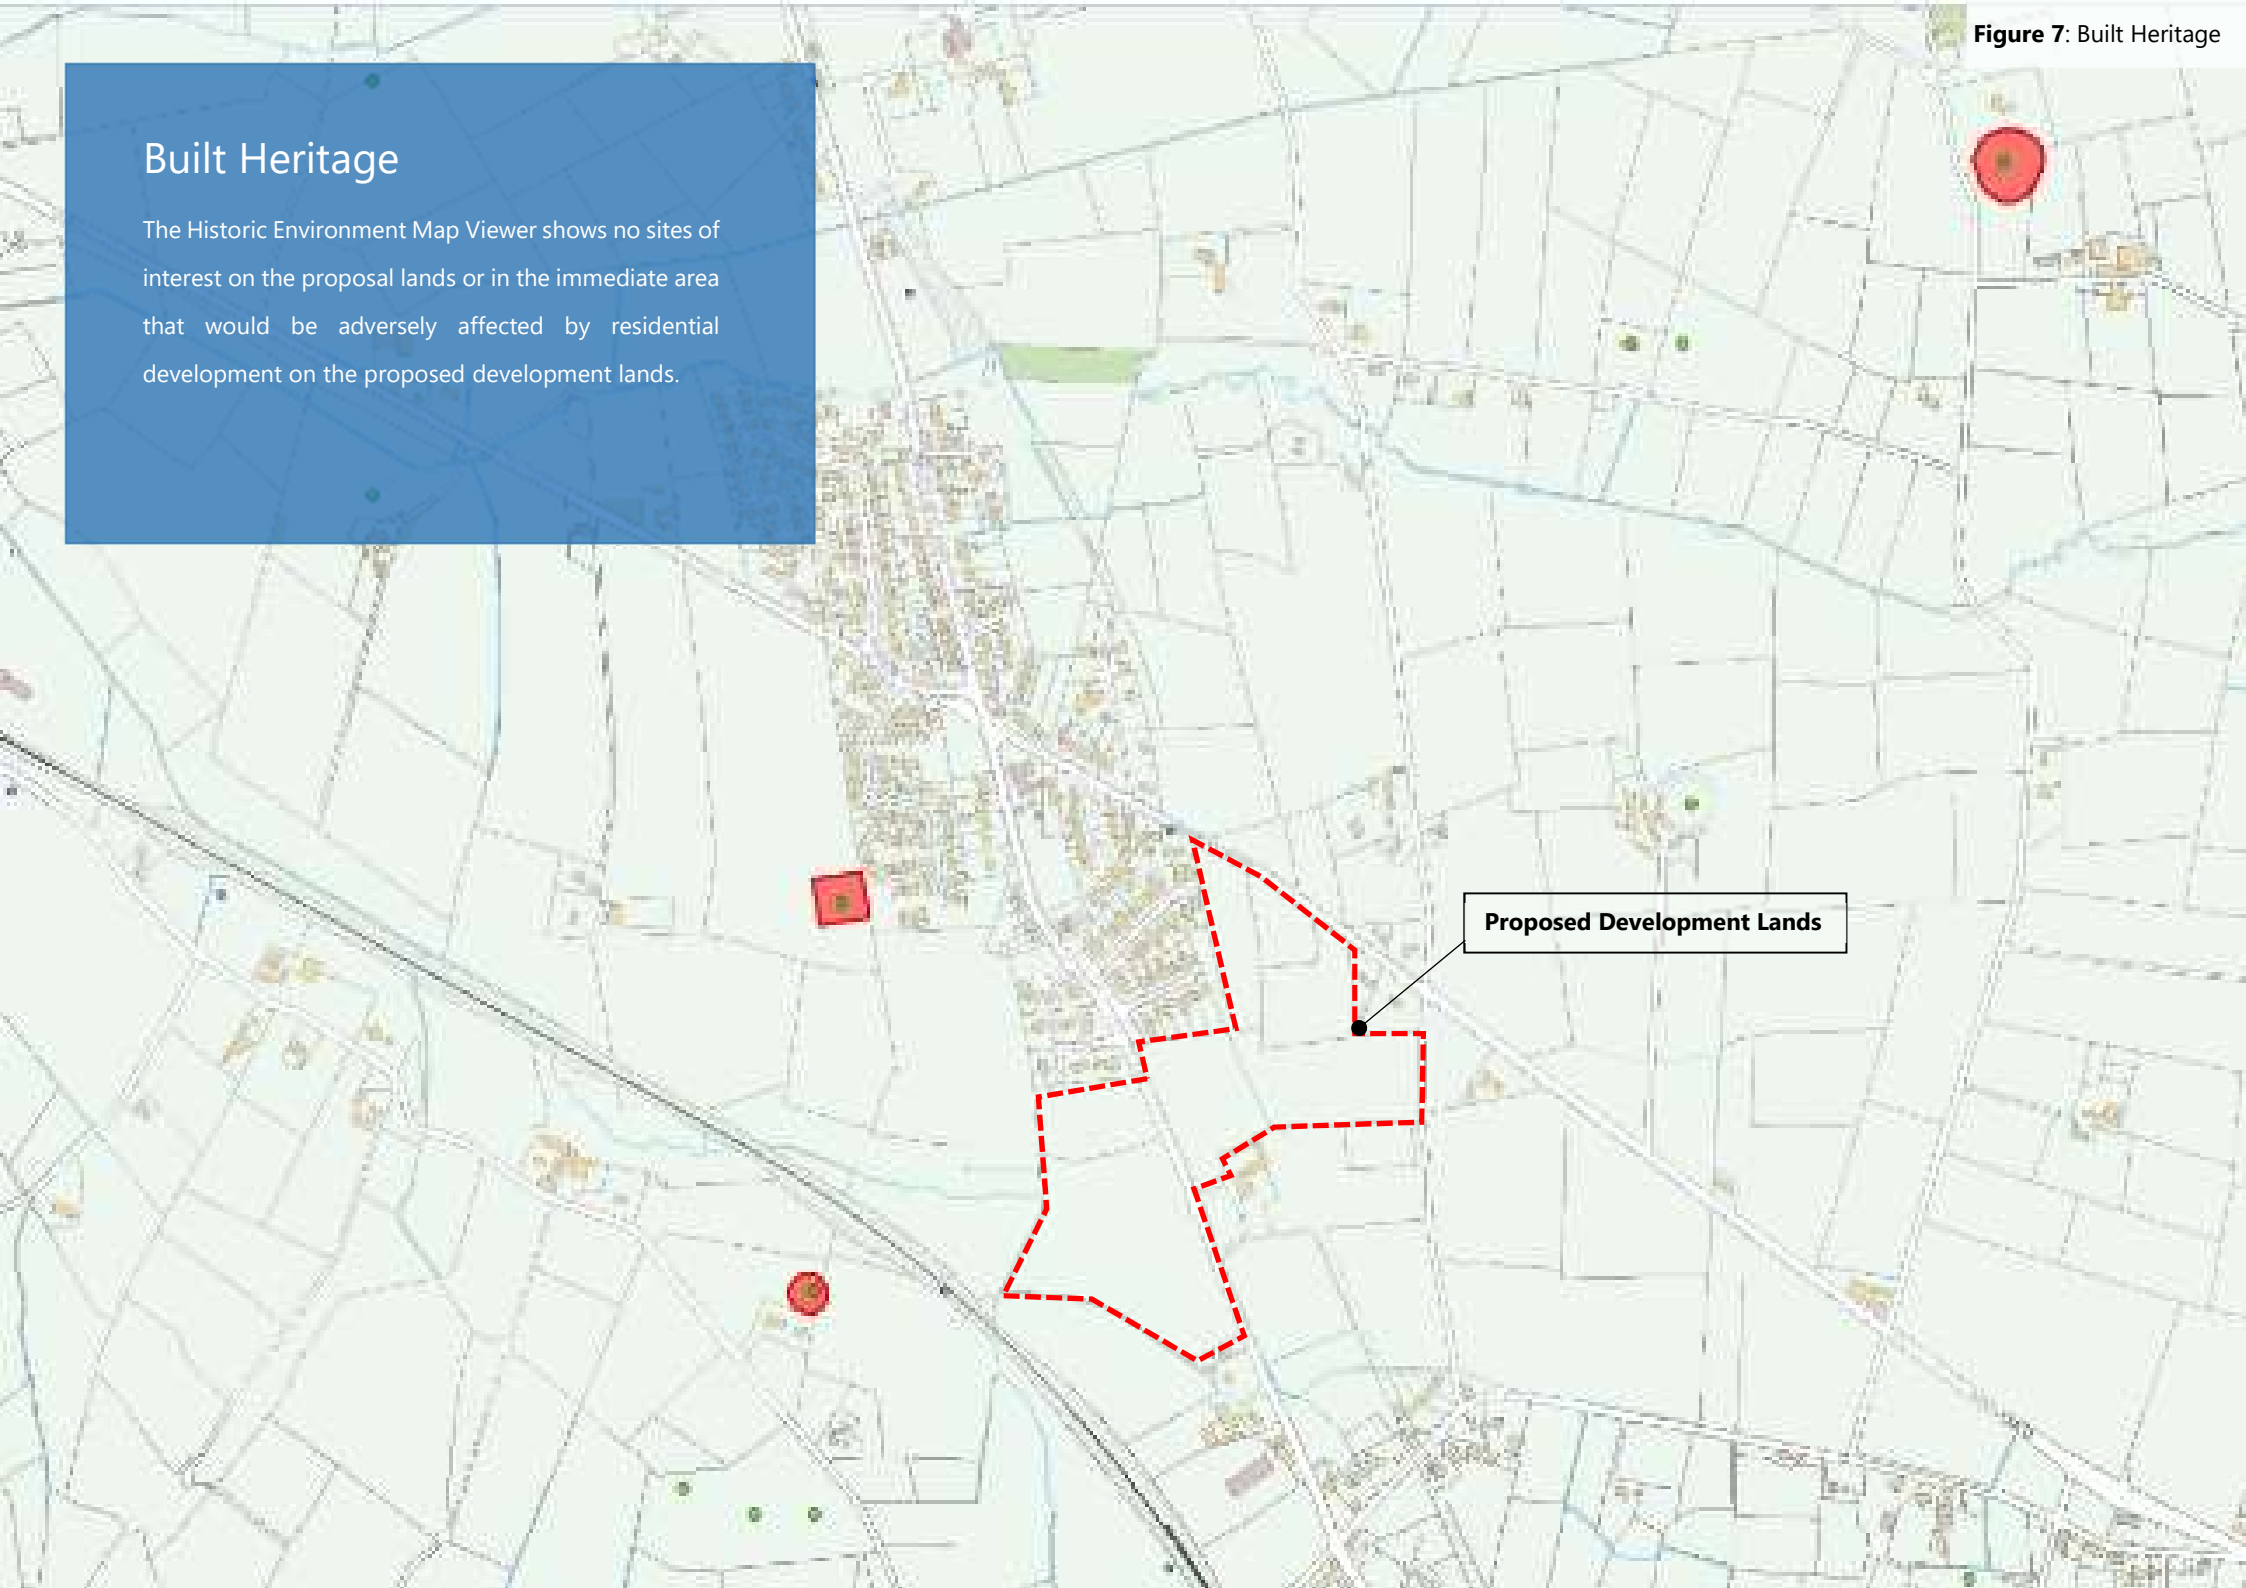 Figure 7: Built Heritage
Built Heritage
The Historic Environment Map Viewer shows no sites of
interest on the proposal lands or in the immediate area
that would be adversely affected by residential
development on the proposed development lands.
Proposed Development Lands